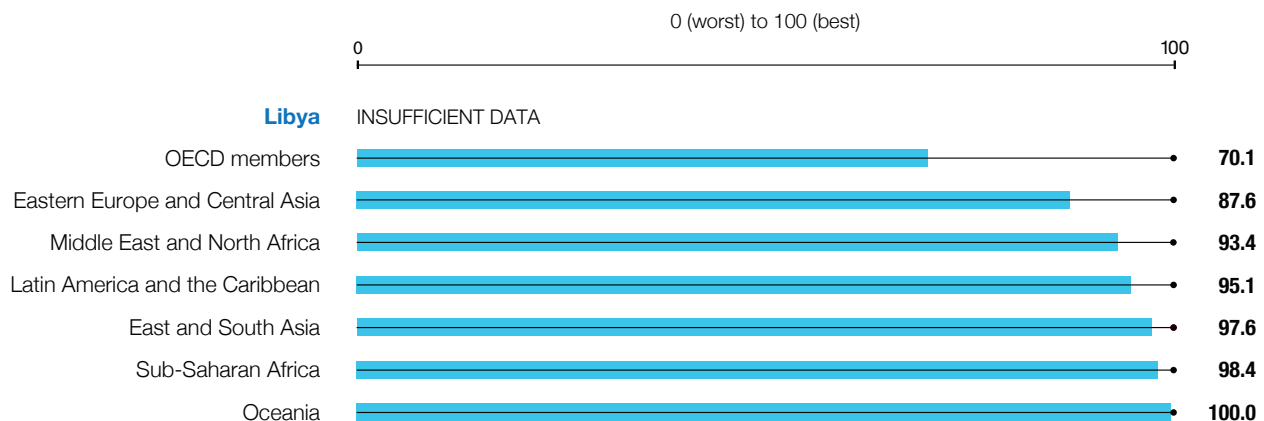 0 (worst) to 100 (best)
0 100
Libya INSUFFICIENT DATA
OECD members 70.1
Eastern Europe and Central Asia 87.6
Middle East and North Africa 93.4
Latin America and the Caribbean 95.1
East and South Asia 97.6
Sub-Saharan Africa 98.4
Oceania 100.0